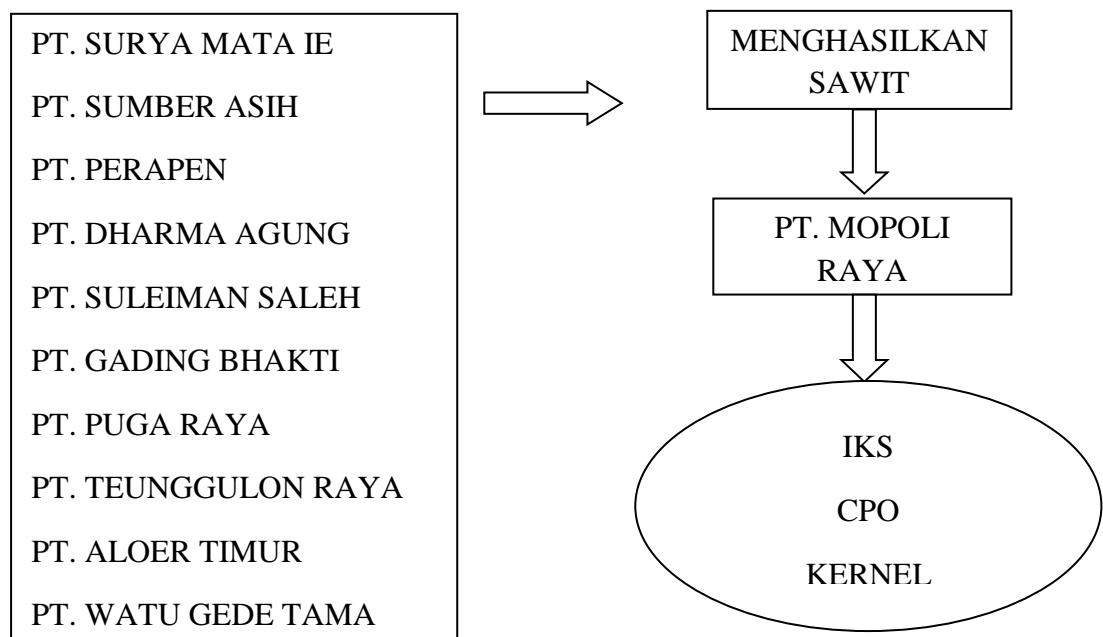 PT. SURYA MATA IE
PT. SUMBER ASIH
PT. PERAPEN
PT. DHARMA AGUNG
PT. SULEIMAN SALEH
PT. GADING BHAKTI
PT. PUGA RAYA
PT. TEUNGGULON RAYA
PT. ALOER TIMUR
PT. WATU GEDE TAMA
MENGHASILKAN
SAWIT
PT. MOPOLI
RAYA
IKS
CPO
KERNEL